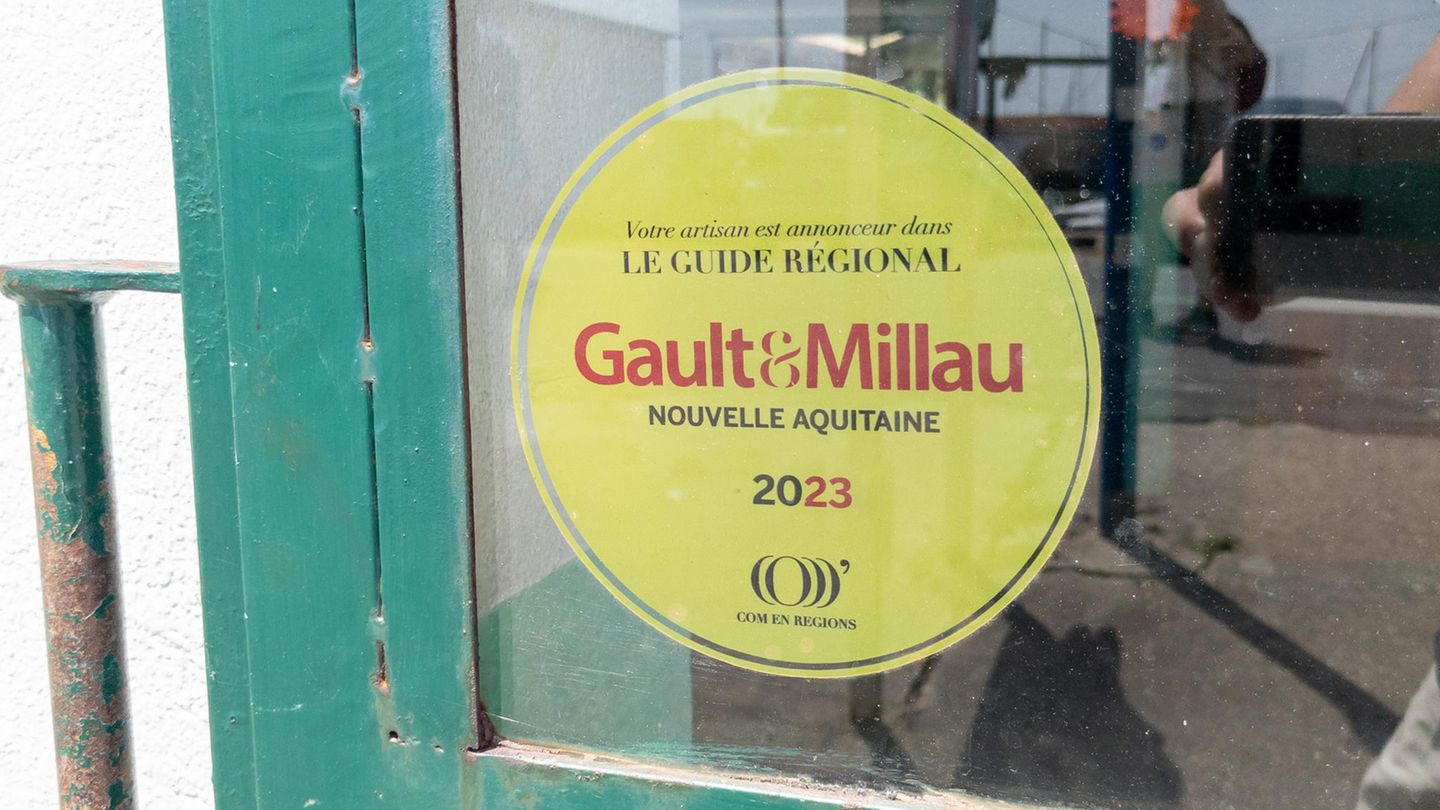 Votre artisan est annonceur dans
LE GUIDE RÉGIONAL
Gault&Millau
NOUVELLE AQUITAINE
2023
COM EN REGIONS